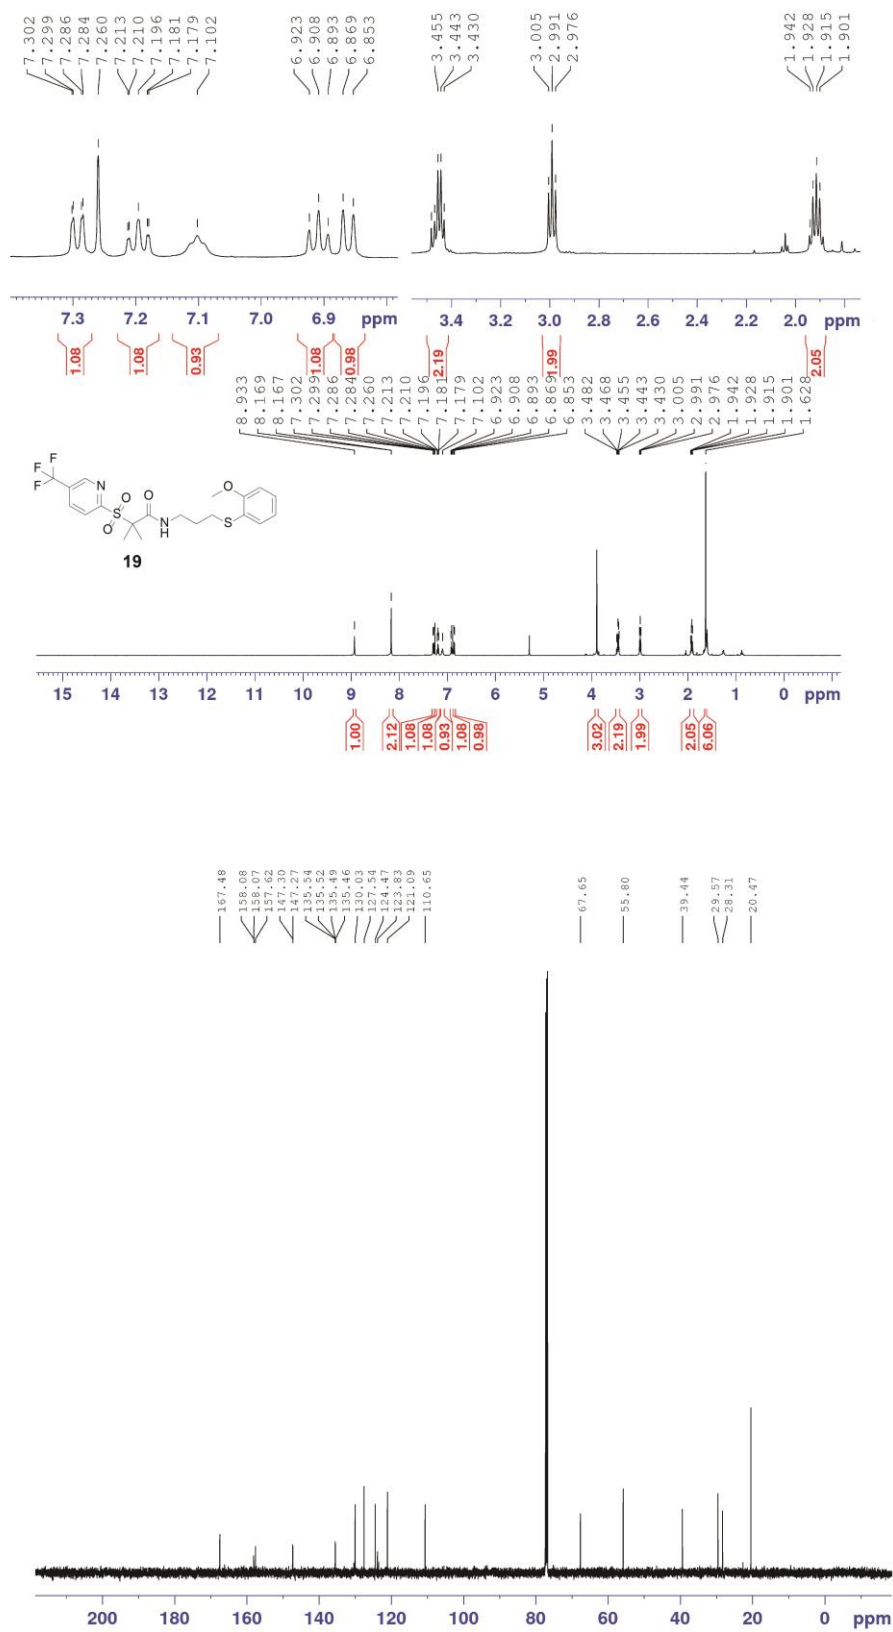 7.302 7.299 7.286 7.284 7.260 7.213 7.210 7.196 7.181 7.179 7.102 6.923 6.908 6.893 6.869 6.853 3.455 3.443 3.430 3.005 2.991 2.976 1.942 1.928 1.915 1.901
7.3 7.2 7.1 7.0 6.9 ppm 3.4 3.2 3.0 2.8 2.6 2.4 2.2 2.0 ppm
1.08 1.08 0.93 1.08 0.98 2.19 1.99 2.05
8.933 8.169 8.167 7.302 7.299 7.286 7.284 7.260 7.213 7.210 7.196 7.181 7.179 7.102 6.923 6.908 6.893 6.869 6.853 3.482 3.468 3.455 3.443 3.430 3.005 2.991 2.976 1.942 1.928 1.915 1.901 1.628
F
F
F N
O O
O
S N
H
S
O
19
15 14 13 12 11 10 9 8 7 6 5 4 3 2 1 0 ppm
1.00 2.12 1.08 1.08 0.93 1.08 0.98 3.02 2.19 1.99 2.05 6.06
167.48 158.08 158.07 157.62 147.30 147.27 135.54 135.52 135.49 135.46 130.03 127.54 124.47 123.83 121.09 110.65 67.65 55.80 39.44 29.57 28.31 20.47
200 180 160 140 120 100 80 60 40 20 0 ppm